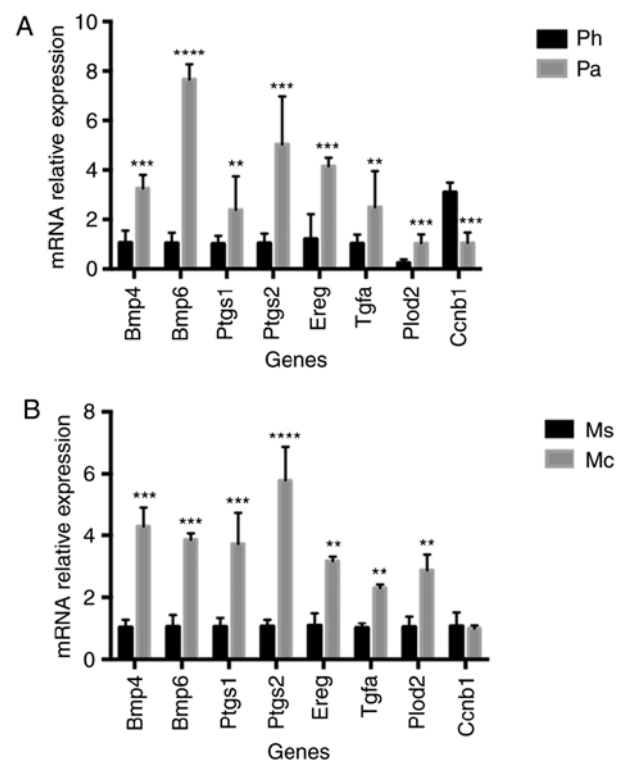 A
mRNA relative expression
10
8
6
4
2
0
****
***
***
***
**
**
***
***
Ph
Pa
Bmp4
Bmp6
Ptgs1
Ptgs2
Ereg
Tgfa
Plod2
Ccnb1
Genes
B
mRNA relative expression
8
6
4
2
0
****
***
***
***
**
**
**
Ms
Mc
Bmp4
Bmp6
Ptgs1
Ptgs2
Ereg
Tgfa
Plod2
Ccnb1
Genes